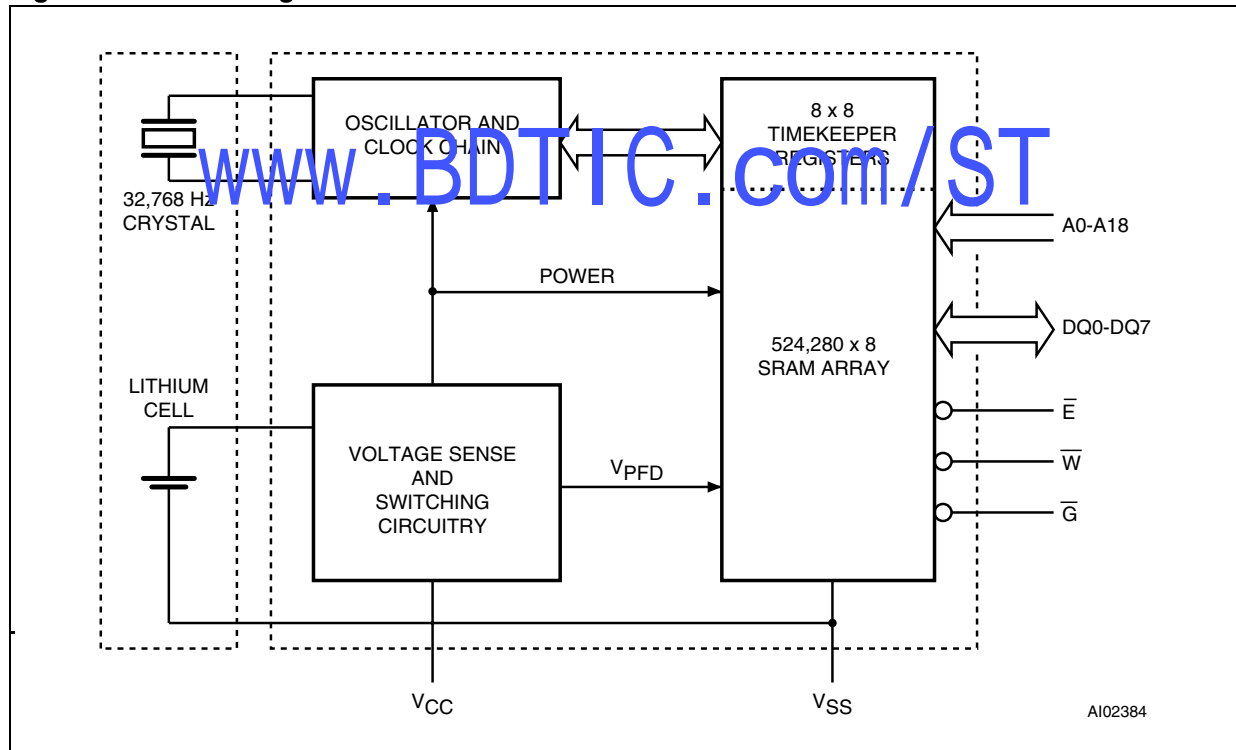 OSCILLATOR AND
CLOCK CHAIN
8 x 8
TIMEKEEPER
REGISTERS
www.BDTIC.com/ST
32,768 Hz
CRYSTAL
A0-A18
POWER
DQ0-DQ7
524,280 x 8
SRAM ARRAY
LITHIUM
CELL
E̅
VOLTAGE SENSE
AND
SWITCHING
CIRCUITRY
VPFD
W̅
G̅
VCC
VSS
AI02384